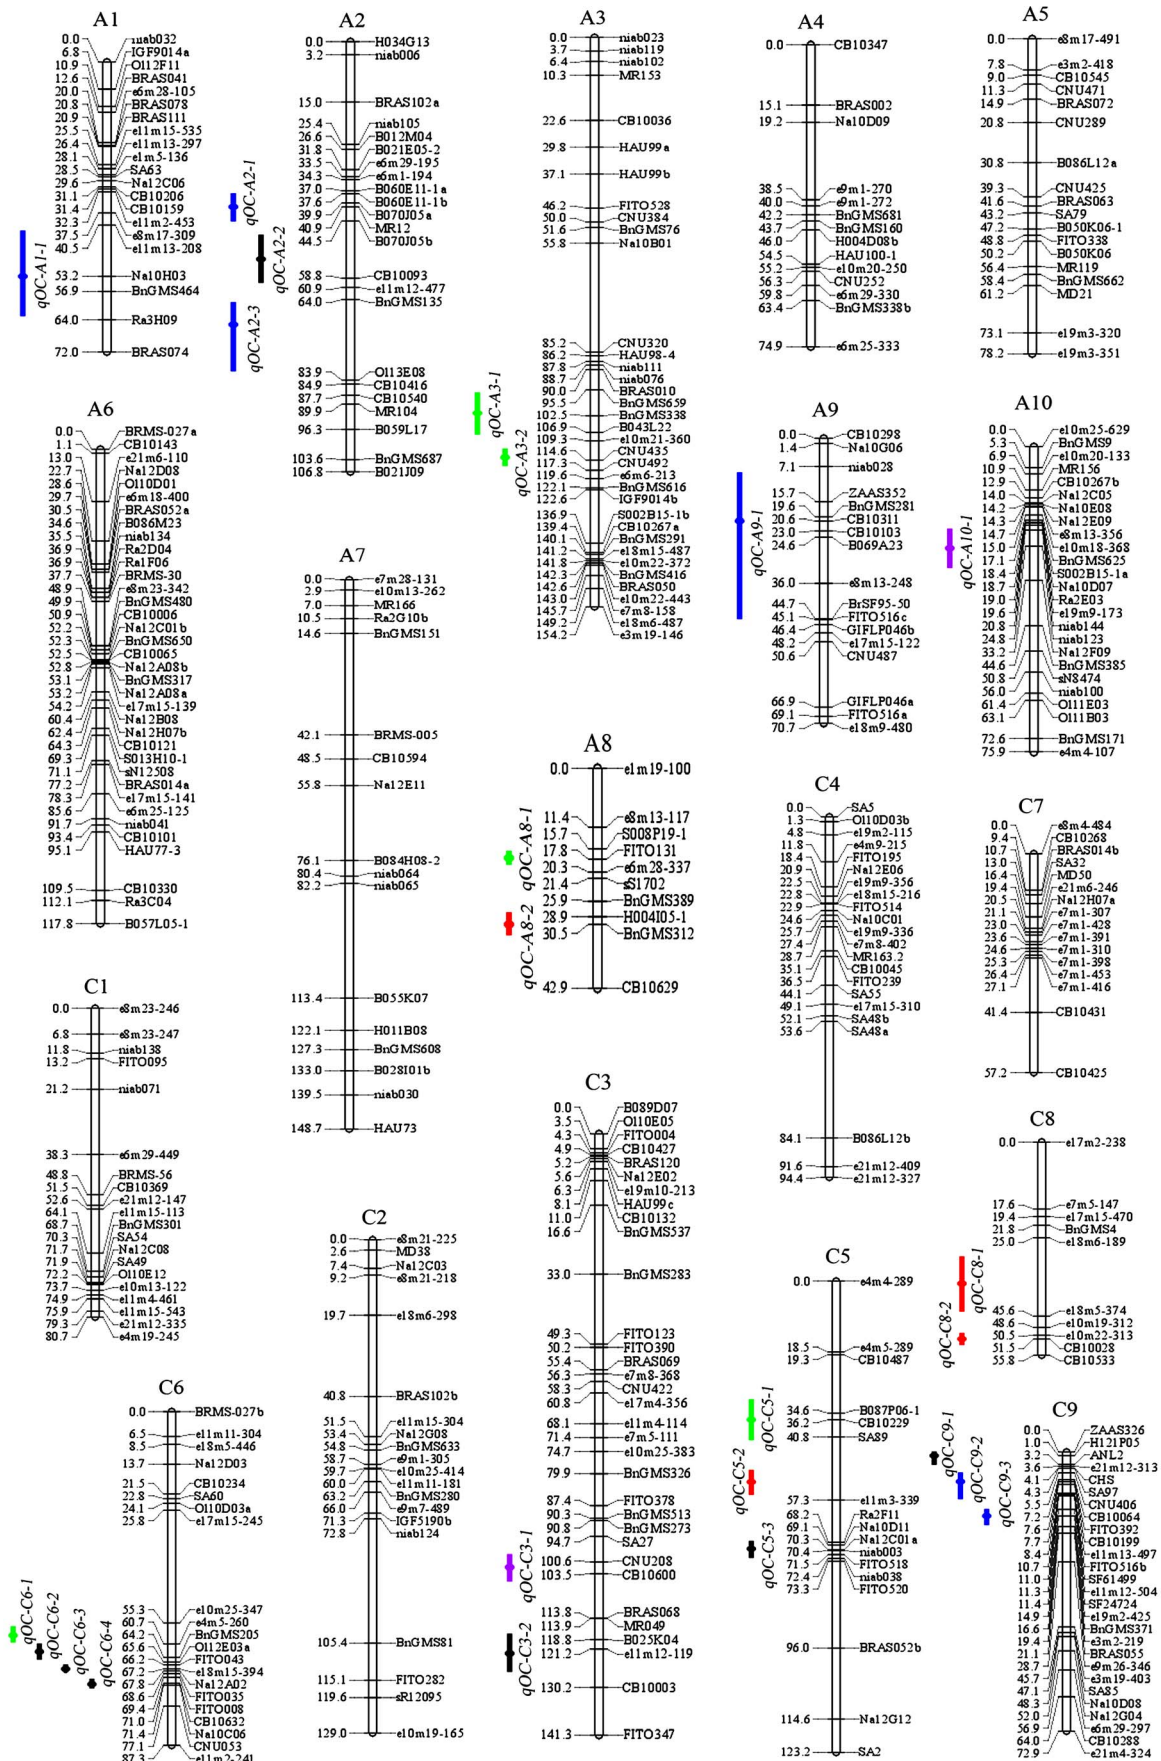 A1
0.0 niab032
6.8 IGF9014a
10.9 Ol12F11
12.6 BRAS041
20.0 e6m28-105
20.8 BRAS078
20.9 BRAS111
25.5 e11m15-535
26.4 e11m13-297
28.1 e1m5-136
28.5 SA63
29.6 Na12C06
31.1 CB10206
31.4 CB10159
32.3 e11m2-453
37.5 e8m17-309
40.5 e11m13-208
53.2 Na10H03
56.9 BnGMS464
64.0 Ra3H09
72.0 BRAS074
qOC-A1-1
A2
0.0 H034G13
3.2 niab006
15.0 BRAS102a
25.4 niab105
26.6 B012M04
31.8 B021E05-2
33.5 e6m29-195
34.3 e6m1-194
37.0 B060E11-1a
37.6 B060E11-1b
39.9 B070J05a
40.9 MR12
44.5 B070J05b
58.8 CB10093
60.9 e11m12-477
64.0 BnGMS135
83.9 Ol13E08
84.9 CB10416
87.7 CB10540
89.9 MR104
96.3 B059L17
103.6 BnGMS687
106.8 B021J09
qOC-A2-1
qOC-A2-2
qOC-A2-3
A3
0.0 niab023
3.7 niab119
6.4 niab102
10.3 MR153
22.6 CB10036
29.8 HAU99a
37.1 HAU99b
46.2 FITO528
50.0 CNU384
51.6 BnGMS76
55.8 Na10B01
85.2 CNU320
86.2 HAU98-4
87.8 niab111
88.7 niab076
90.0 BRAS010
95.5 BnGMS659
102.5 BnGMS338
106.9 B043L22
109.3 e10m21-360
114.6 CNU435
117.3 CNU492
119.6 e6m6-213
122.1 BnGMS616
122.6 IGF9014b
136.9 S002B15-1b
139.4 CB10267a
140.1 BnGMS291
141.2 e18m15-487
141.8 e10m22-372
142.3 BnGMS416
142.6 BRAS050
143.0 e10m22-443
145.7 e7m8-158
149.2 e18m6-487
154.2 e3m19-146
qOC-A3-1
qOC-A3-2
A4
0.0 CB10347
15.1 BRAS002
19.2 Na10D09
38.5 e9m1-270
40.0 e9m1-272
42.2 BnGMS681
43.7 BnGMS160
46.0 H004D08b
54.5 HAU100-1
55.2 e10m20-250
56.3 CNU252
59.8 e6m29-330
63.4 BnGMS338b
74.9 e6m25-333
A5
0.0 e8m17-491
7.8 e3m2-418
9.0 CB10545
11.3 CNU471
14.9 BRAS072
20.8 CNU289
30.8 B086L12a
39.3 CNU425
41.6 BRAS063
43.2 SA79
47.2 B050K06-1
48.8 FITO338
50.2 B050K06
56.4 MR119
58.4 BnGMS662
61.2 MD21
73.1 e19m3-320
78.2 e19m3-351
A6
0.0 BRMS-027a
1.1 CB10143
13.0 e21m6-110
22.7 Na12D08
28.6 Ol10D01
29.7 e6m18-400
30.5 BRAS052a
34.6 B086M23
35.5 niab134
36.9 Ra2D04
36.9 Ra1F06
37.7 BRMS-30
48.9 e8m23-342
49.9 BnGMS480
50.9 CB10006
52.2 Na12C01b
52.3 BnGMS650
52.5 CB10065
52.8 Na12A08b
53.1 BnGMS317
53.2 Na12A08a
54.2 e17m15-139
60.4 Na12B08
62.4 Na12H07b
64.3 CB10121
69.3 S013H10-1
71.1 sN12508
77.2 BRAS014a
78.3 e17m15-141
85.6 e6m25-125
91.7 niab041
93.4 CB10101
95.1 HAU77-3
109.5 CB10330
112.1 Ra3C04
117.8 B057L05-1
A7
0.0 e7m28-131
2.9 e10m13-262
7.0 MR166
10.5 Ra2G10b
14.6 BnGMS151
42.1 BRMS-005
48.5 CB10594
55.8 Na12E11
76.1 B084H08-2
80.4 niab064
82.2 niab065
113.4 B055K07
122.1 H011B08
127.3 BnGMS608
133.0 B028I01b
139.5 niab030
148.7 HAU73
A8
0.0 e1m19-100
11.4 e8m13-117
15.7 S008P19-1
17.8 FITO131
20.3 e6m28-337
21.4 sS1702
25.9 BnGMS389
28.9 H004I05-1
30.5 BnGMS312
42.9 CB10629
qOC-A8-1
qOC-A8-2
A9
0.0 CB10298
1.4 Na10G06
7.1 niab028
15.7 ZAAS352
19.6 BnGMS281
20.6 CB10311
23.0 CB10103
24.6 B069A23
36.0 e8m13-248
44.7 BrSF95-50
45.1 FITO516c
46.4 GIFLP046b
48.2 e17m15-122
50.6 CNU487
66.9 GIFLP046a
69.1 FITO516a
70.7 e18m9-480
qOC-A9-1
A10
0.0 e10m25-629
5.3 BnGMS9
6.9 e10m20-133
10.9 MR156
12.9 CB10267b
14.0 Na12C05
14.2 Na10E08
14.3 Na12E09
14.7 e8m13-356
15.0 e10m18-368
17.1 BnGMS625
18.4 S002B15-1a
18.7 Na10D07
19.0 Ra2E03
19.6 e19m9-173
20.8 niab144
24.8 niab123
33.2 Na12F09
44.6 BnGMS385
50.8 sN8474
56.0 niab100
61.4 Ol11E03
63.1 Ol11B03
72.6 BnGMS171
75.9 e4m4-107
qOC-A10-1
C1
0.0 e8m23-246
6.8 e8m23-247
11.8 niab138
13.2 FITO095
21.2 niab071
38.3 e6m29-449
48.8 BRMS-56
51.5 CB10369
52.6 e21m12-147
64.1 e11m15-113
68.7 BnGMS301
70.3 SA54
71.7 Na12C08
71.9 SA49
72.2 Ol10E12
73.7 e10m13-122
74.9 e11m4-461
75.9 e11m15-543
79.3 e21m12-335
80.7 e4m19-245
C2
0.0 e8m21-225
2.6 MD38
7.4 Na12C03
9.2 e8m21-218
19.7 e18m6-298
40.8 BRAS102b
51.5 e11m15-304
53.4 Na12G08
54.8 BnGMS633
58.7 e9m1-305
59.7 e10m25-414
60.0 e11m11-181
63.2 BnGMS280
66.0 e9m7-489
71.3 IGF5190b
72.8 niab124
105.4 BnGMS81
115.1 FITO282
119.6 sR12095
129.0 e10m19-165
C3
0.0 B089D07
3.5 Ol10E05
4.3 FITO004
4.9 CB10427
5.2 BRAS120
5.6 Na12E02
6.3 e19m10-213
8.1 HAU99c
11.0 CB10132
16.6 BnGMS537
33.0 BnGMS283
49.3 FITO123
50.2 FITO390
55.4 BRAS069
56.3 e7m8-368
58.3 CNU422
60.8 e17m4-356
68.1 e11m4-114
71.4 e7m5-111
74.7 e10m25-383
79.9 BnGMS326
87.4 FITO378
90.3 BnGMS513
90.8 BnGMS273
94.7 SA27
100.6 CNU208
103.5 CB10600
113.8 BRAS068
113.9 MR049
118.8 B025K04
121.2 e11m12-119
130.2 CB10003
141.3 FITO347
qOC-C3-1
qOC-C3-2
C4
0.0 SA5
1.3 Ol10D03b
4.8 e19m2-115
11.8 e4m9-215
18.4 FITO195
20.9 Na12E06
22.5 e19m9-356
22.8 e18m15-216
22.9 FITO514
24.6 Na10C01
25.7 e19m9-336
27.4 e7m8-402
28.7 MR163.2
35.1 CB10045
36.5 FITO239
44.1 SA55
49.1 e17m15-310
52.1 SA48b
53.6 SA48a
84.1 B086L12b
91.6 e21m12-409
94.4 e21m12-327
C5
0.0 e4m4-289
18.5 e4m5-289
19.3 CB10487
34.6 B087P06-1
36.2 CB10229
40.8 SA89
57.3 e11m3-339
68.2 Ra2F11
69.1 Na10D11
70.3 Na12C01a
70.4 niab003
71.5 FITO518
72.4 niab038
73.3 FITO520
96.0 BRAS052b
114.6 Na12G12
123.2 SA2
qOC-C5-1
qOC-C5-2
qOC-C5-3
C6
0.0 BRMS-027b
6.5 e11m11-304
8.5 e18m5-446
13.7 Na12D03
21.5 CB10234
22.8 SA60
24.1 Ol10D03a
25.8 e17m15-245
55.3 e10m25-347
60.7 e4m5-260
64.2 BnGMS205
65.6 Ol12E03a
66.2 FITO043
67.2 e18m15-394
67.8 Na12A02
68.6 FITO035
69.4 FITO008
71.0 CB10632
71.4 Na10C06
77.1 CNU053
87.3 e11m2-241
qOC-C6-1
qOC-C6-2
qOC-C6-3
qOC-C6-4
C7
0.0 e8m4-484
9.4 CB10268
10.7 BRAS014b
13.0 SA32
16.4 MD50
19.4 e21m6-246
20.5 Na12H07a
21.1 e7m1-307
23.0 e7m1-428
23.6 e7m1-391
24.6 e7m1-310
25.3 e7m1-398
26.4 e7m1-453
27.1 e7m1-416
41.4 CB10431
57.2 CB10425
C8
0.0 e17m2-238
17.6 e7m5-147
19.4 e17m15-470
21.8 BnGMS4
25.0 e18m6-189
45.6 e18m5-374
48.6 e10m19-312
50.5 e10m22-313
51.5 CB10028
55.8 CB10533
qOC-C8-1
qOC-C8-2
C9
0.0 ZAAS326
1.0 H121P05
3.2 ANL2
3.6 e21m12-313
4.1 CHS
4.3 SA97
5.5 CNU406
7.2 CB10064
7.6 FITO392
7.7 CB10199
8.4 e11m13-497
10.7 FITO516b
11.0 SF61499
11.3 e11m12-504
11.4 SF24724
14.9 e19m2-425
16.6 BnGMS371
19.4 e3m2-219
21.1 BRAS055
28.7 e9m26-346
45.7 e3m19-403
47.1 SA85
48.3 Na10D08
52.0 Na12G04
56.9 e6m29-297
64.0 CB10288
72.9 e21m4-324
qOC-C9-1
qOC-C9-2
qOC-C9-3